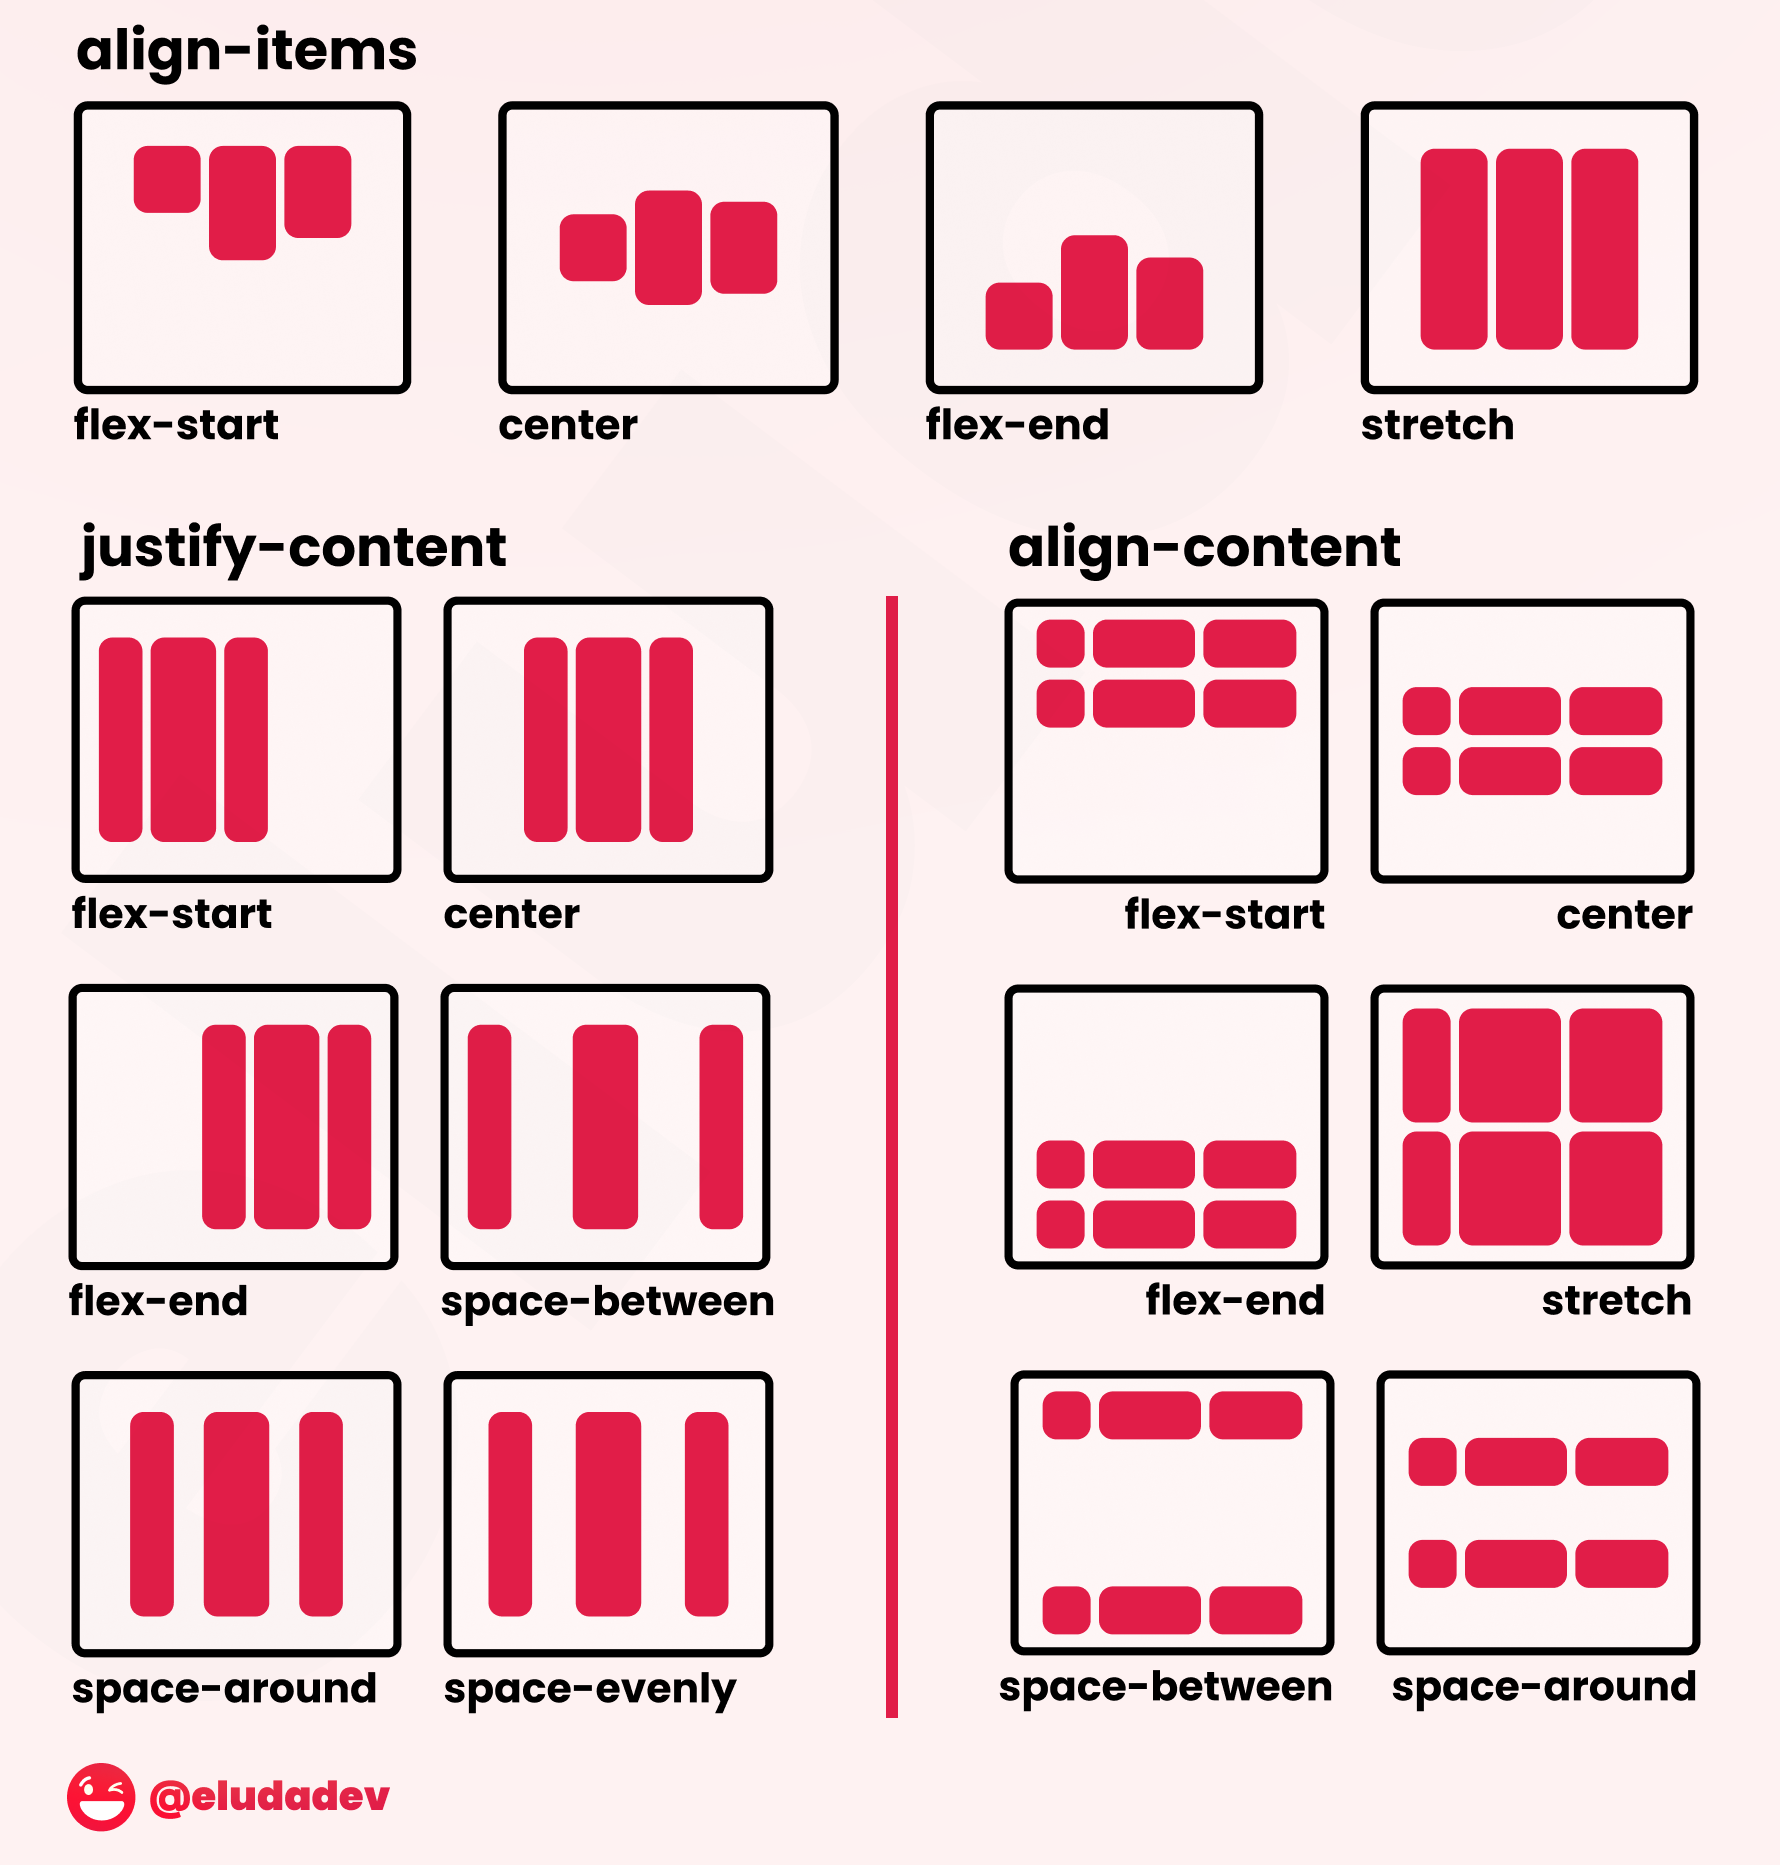 align-items
flex-start
center
flex-end
stretch
justify-content
flex-start
center
flex-end
space-between
space-around
space-evenly
align-content
flex-start
center
flex-end
stretch
space-between
space-around
@eludadev